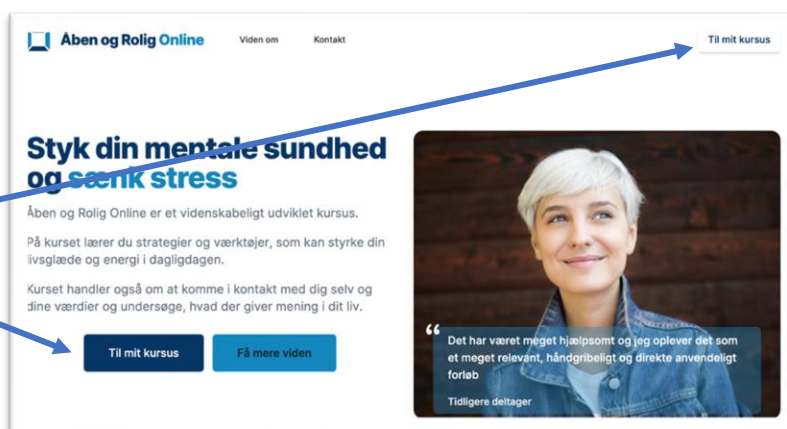 Åben og Rolig Online
Viden om
Kontakt
Til mit kursus
Styk din mentale sundhed
og sænk stress
Åben og Rolig Online er et videnskabeligt udviklet kursus.
På kurset lærer du strategier og værktøjer, som kan styrke din
livsglæde og energi i dagligdagen.
Kurset handler også om at komme i kontakt med dig selv og
dine værdier og undersøge, hvad der giver mening i dit liv.
Til mit kursus
Få mere viden
“ Det har været meget hjælpsomt og jeg oplever det som
et meget relevant, håndgribeligt og direkte anvendeligt
forløb
Tidligere deltager